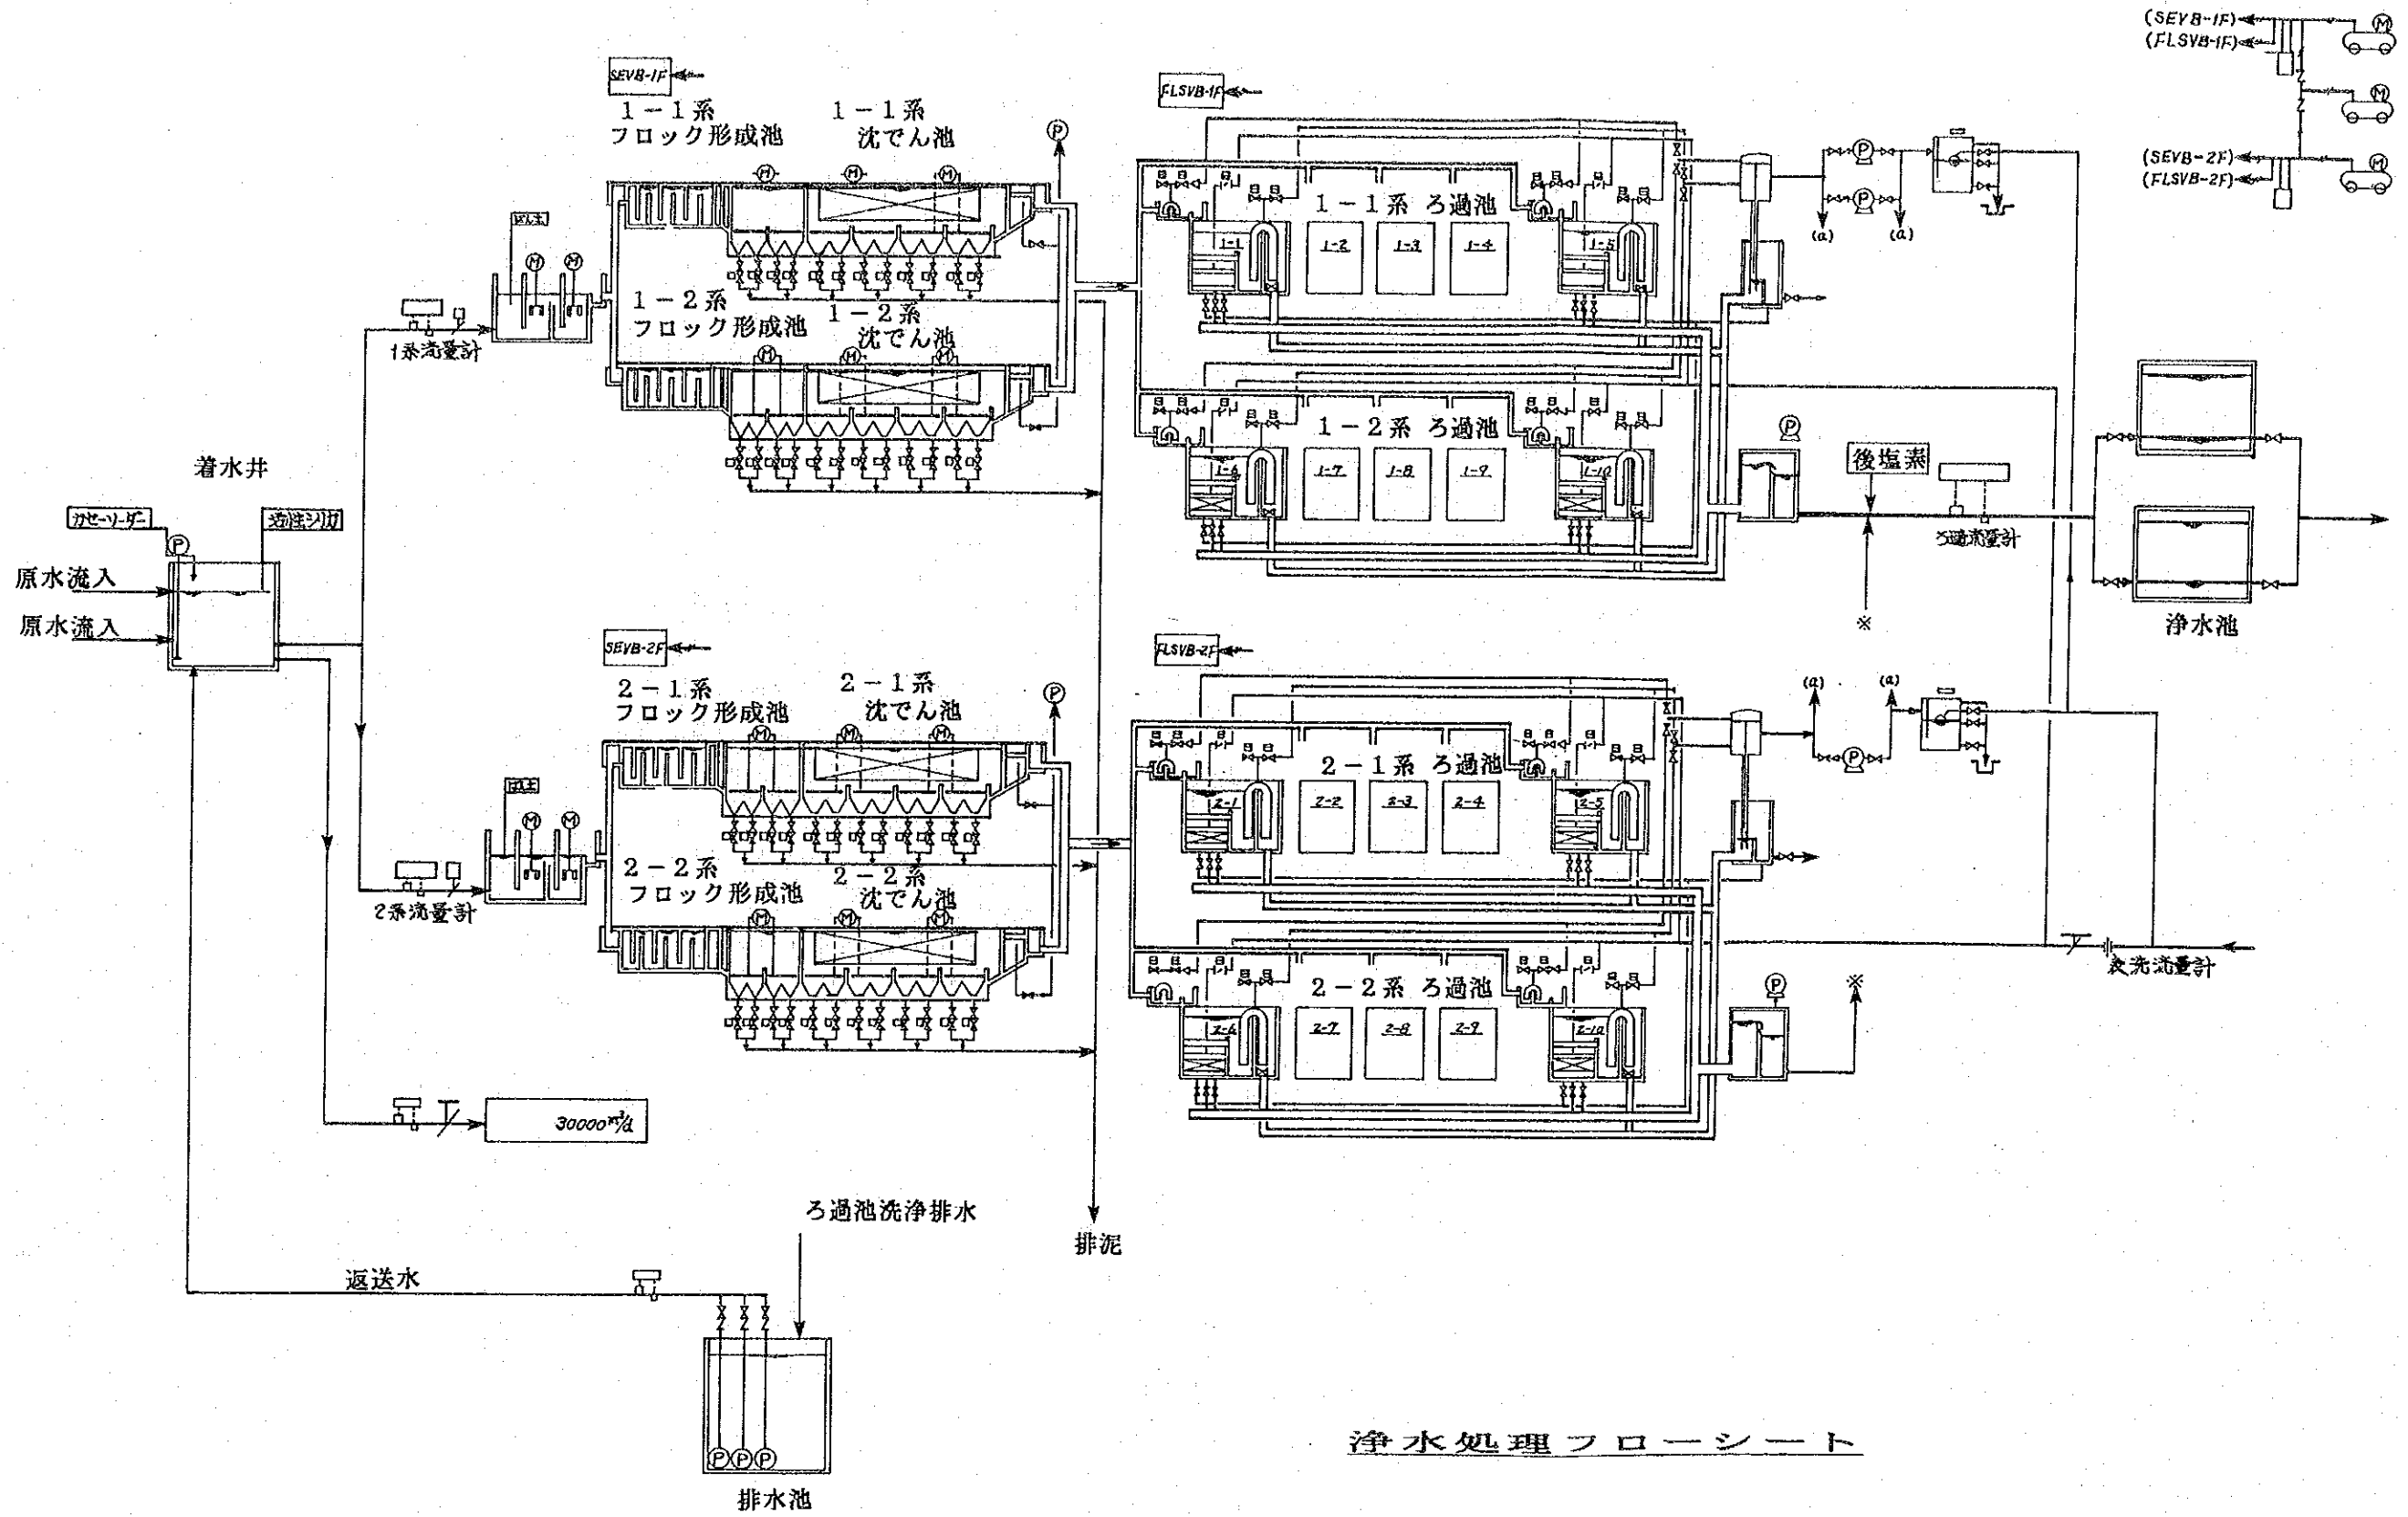 (SEVB-1F)
(FLSVB-1F)
M
M
(SEVB-2F)
(FLSVB-2F)
M
SEVB-1F
1-1系
フロック形成池
1-1系
沈でん池
P
M
M
M
M
M
1系流量計
1-2系
フロック形成池
1-2系
沈でん池
M
M
M
FLSVB-1F
1-1系 ろ過池
1-1
1-2
1-3
1-4
1-5
P
P
(a)
(a)
1-2系 ろ過池
1-6
1-7
1-8
1-9
1-10
P
後塩素
ろ過流量計
※
浄水池
着水井
カセーソーダー
活性シリカ
P
原水流入
原水流入
SEVB-2F
2-1系
フロック形成池
2-1系
沈でん池
P
M
M
M
M
M
2系流量計
2-2系
フロック形成池
2-2系
沈でん池
M
M
M
FLSVB-2F
2-1系 ろ過池
2-1
2-2
2-3
2-4
2-5
(a)
(a)
P
2-2系 ろ過池
2-6
2-7
2-8
2-9
2-10
P
※
表洗流量計
30000m³/d
ろ過池洗浄排水
排泥
返送水
P
P
P
排水池
浄水処理フローシート